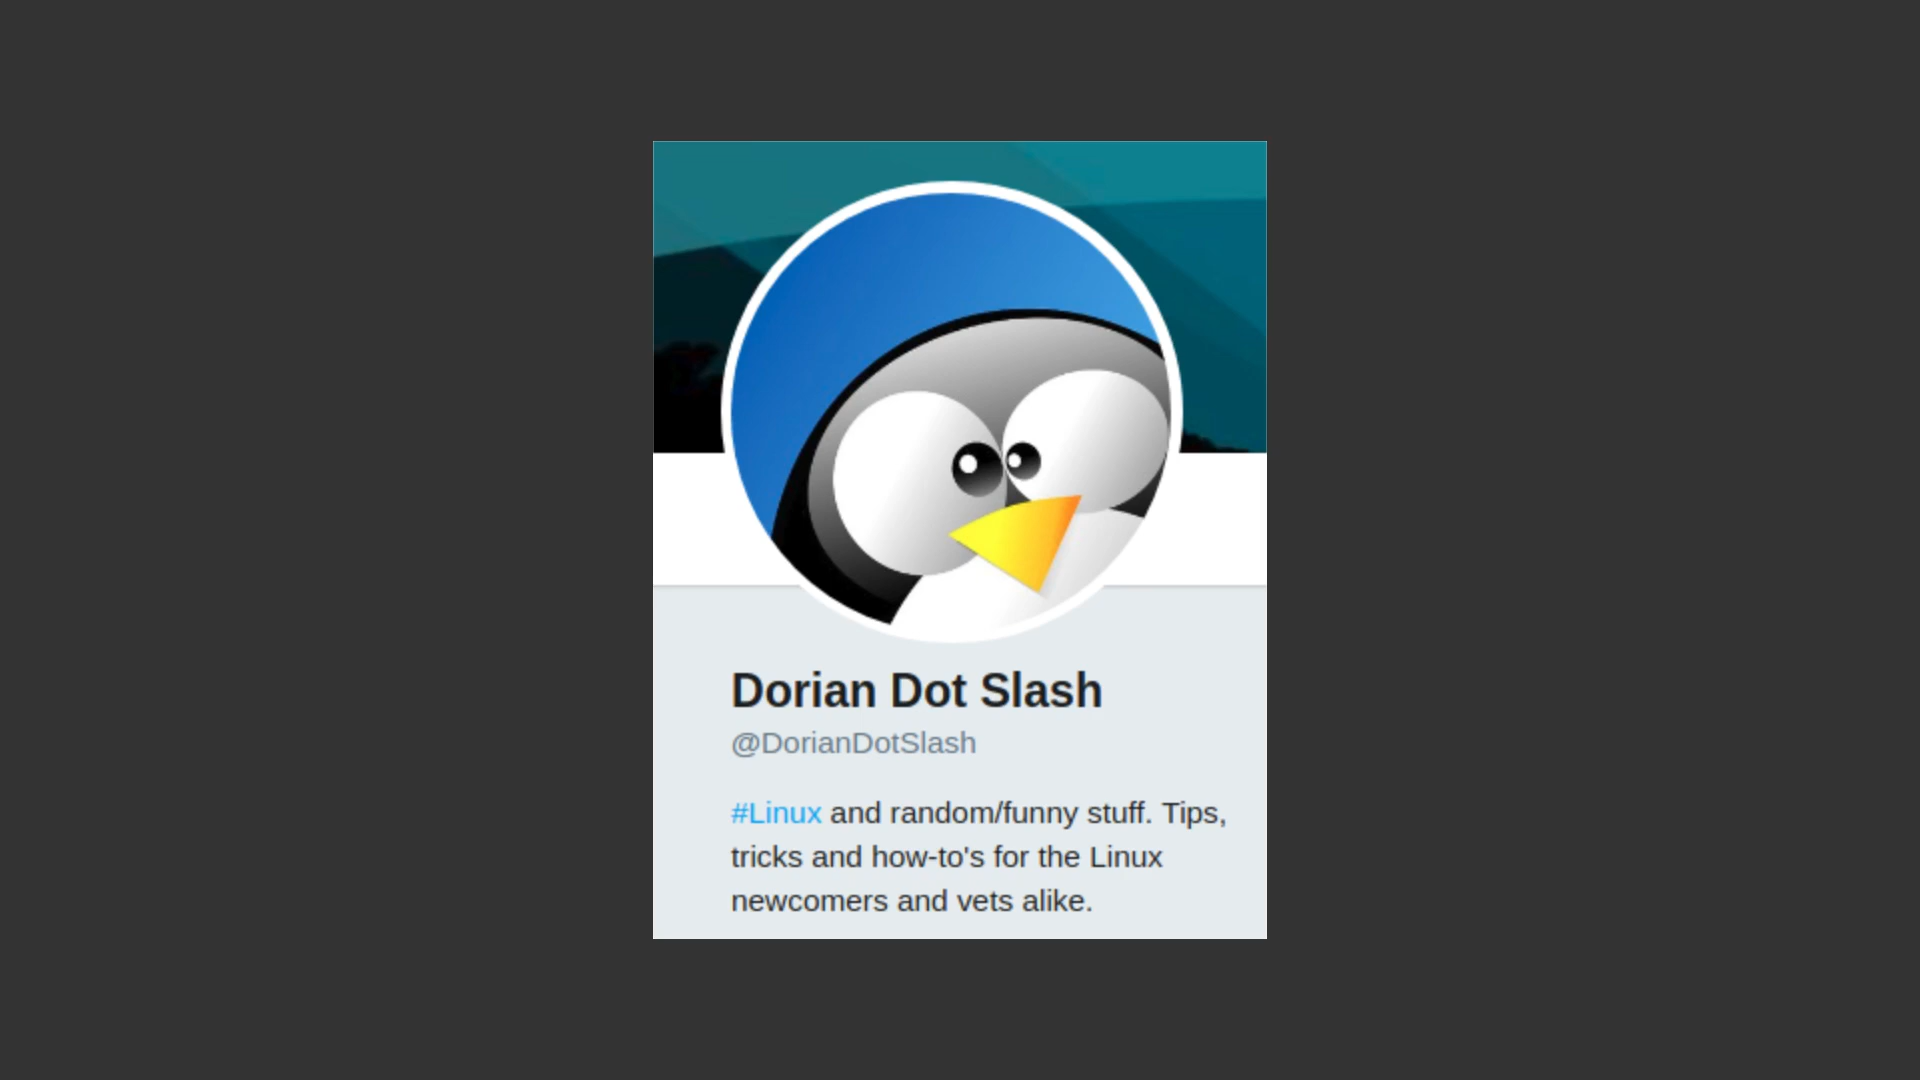 Dorian Dot Slash
@DorianDotSlash
#Linux and random/funny stuff. Tips,
tricks and how-to's for the Linux
newcomers and vets alike.